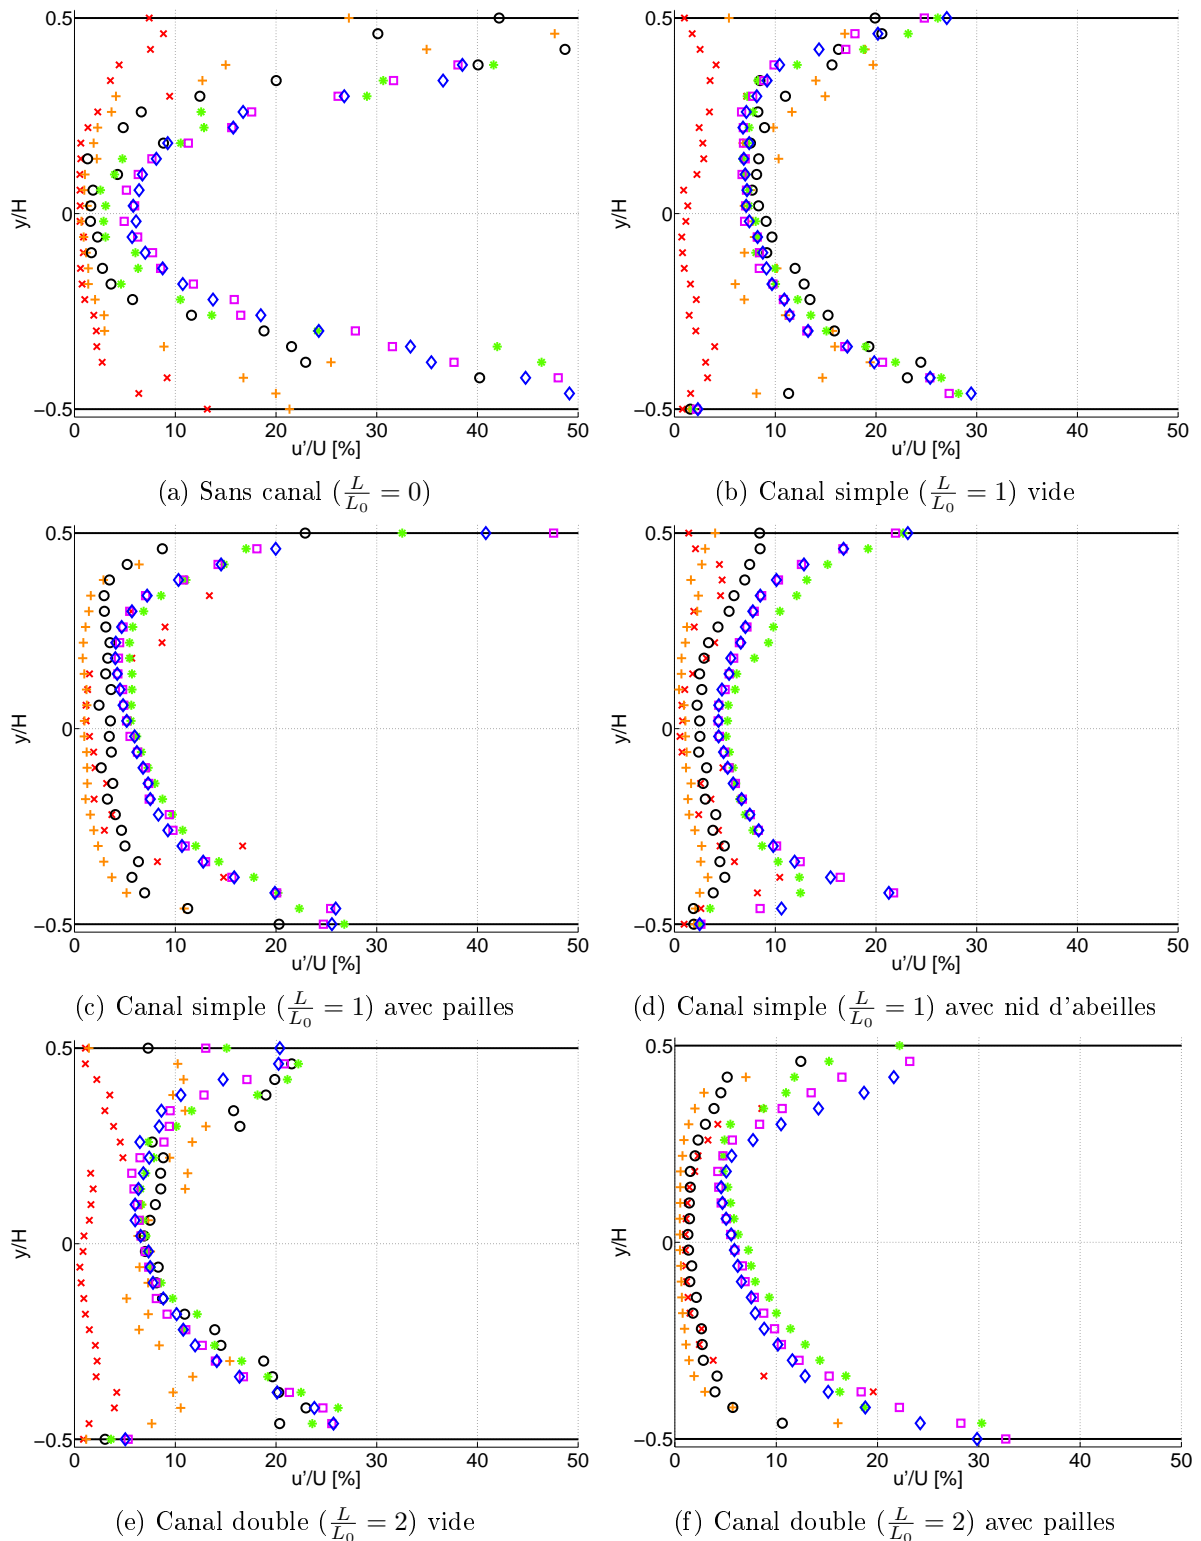 0.5
y/H
0
−0.5
0 10 20 30 40 50
u'/U [%]
(a) Sans canal (L/L₀ = 0)
0.5
y/H
0
−0.5
0 10 20 30 40 50
u'/U [%]
(b) Canal simple (L/L₀ = 1) vide
0.5
y/H
0
−0.5
0 10 20 30 40 50
u'/U [%]
(c) Canal simple (L/L₀ = 1) avec pailles
0.5
y/H
0
−0.5
0 10 20 30 40 50
u'/U [%]
(d) Canal simple (L/L₀ = 1) avec nid d'abeilles
0.5
y/H
0
−0.5
0 10 20 30 40 50
u'/U [%]
(e) Canal double (L/L₀ = 2) vide
0.5
y/H
0
−0.5
0 10 20 30 40 50
u'/U [%]
(f) Canal double (L/L₀ = 2) avec pailles